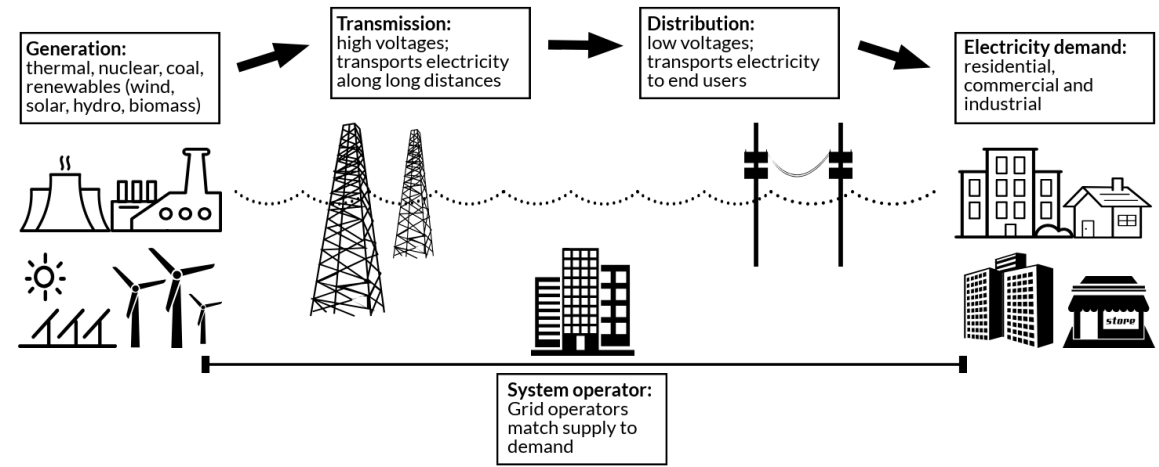 Generation:
thermal, nuclear, coal,
renewables (wind,
solar, hydro, biomass)
Transmission:
high voltages;
transports electricity
along long distances
Distribution:
low voltages;
transports electricity
to end users
Electricity demand:
residential,
commercial and
industrial
store
System operator:
Grid operators
match supply to
demand